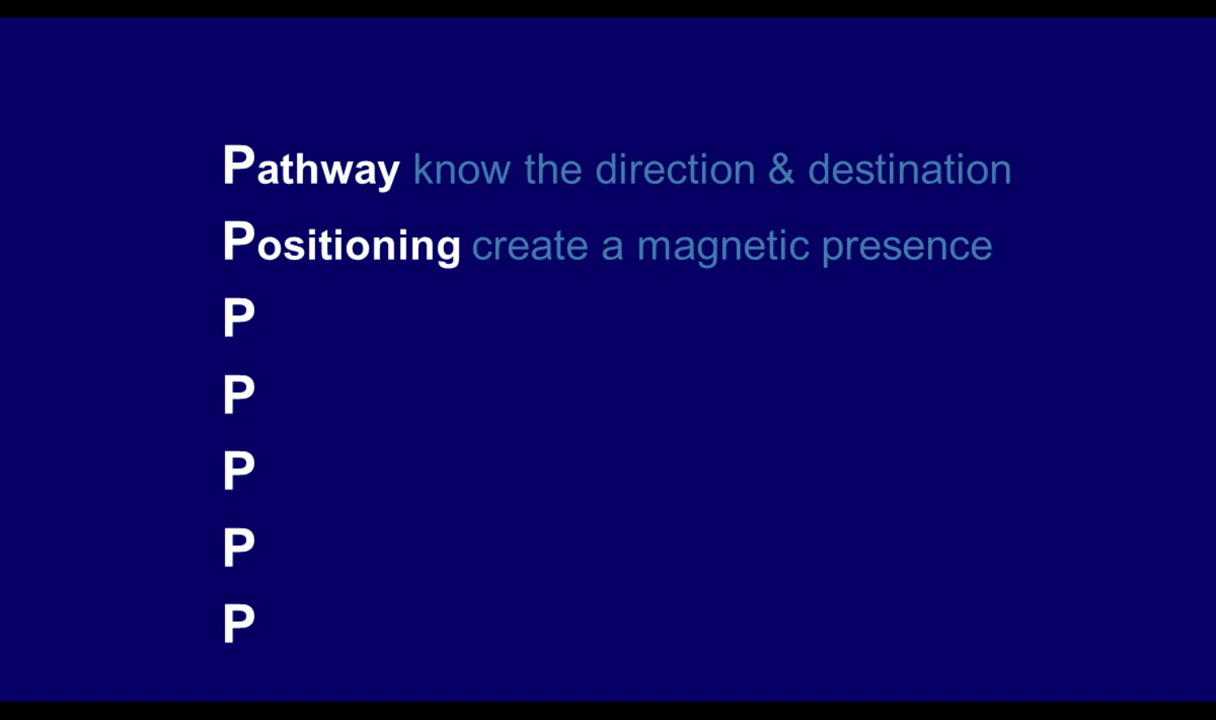 Pathway know the direction & destination
Positioning create a magnetic presence
P
P
P
P
P